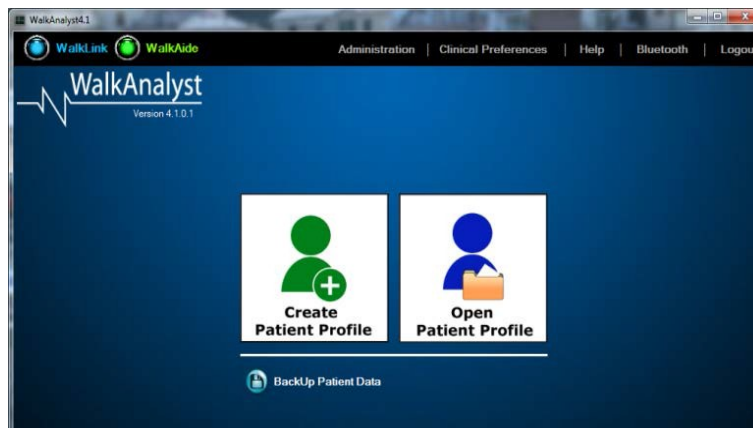 WalkAnalyst4.1
WalkLink WalkAide Administration | Clinical Preferences | Help | Bluetooth | Logou
WalkAnalyst
Version 4.1.0.1
Create
Patient Profile
Open
Patient Profile
BackUp Patient Data